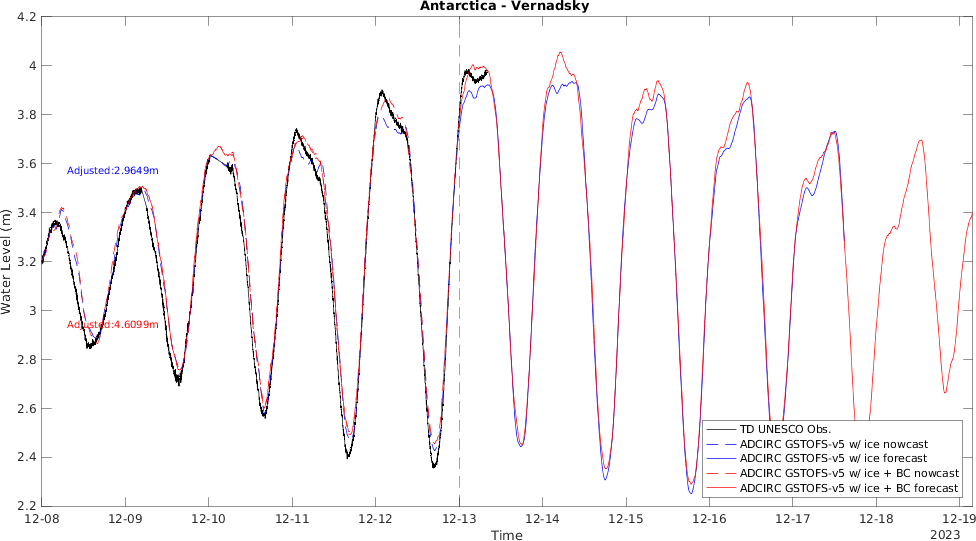 Antarctica - Vernadsky
4.2
4
3.8
3.6
3.4
3.2
3
2.8
2.6
2.4
2.2
Water Level (m)
Adjusted:2.9649m
Adjusted:4.6099m
TD UNESCO Obs.
ADCIRC GSTOFS-v5 w/ ice nowcast
ADCIRC GSTOFS-v5 w/ ice forecast
ADCIRC GSTOFS-v5 w/ ice + BC nowcast
ADCIRC GSTOFS-v5 w/ ice + BC forecast
12-08 12-09 12-10 12-11 12-12 12-13 12-14 12-15 12-16 12-17 12-18 12-19
Time
2023